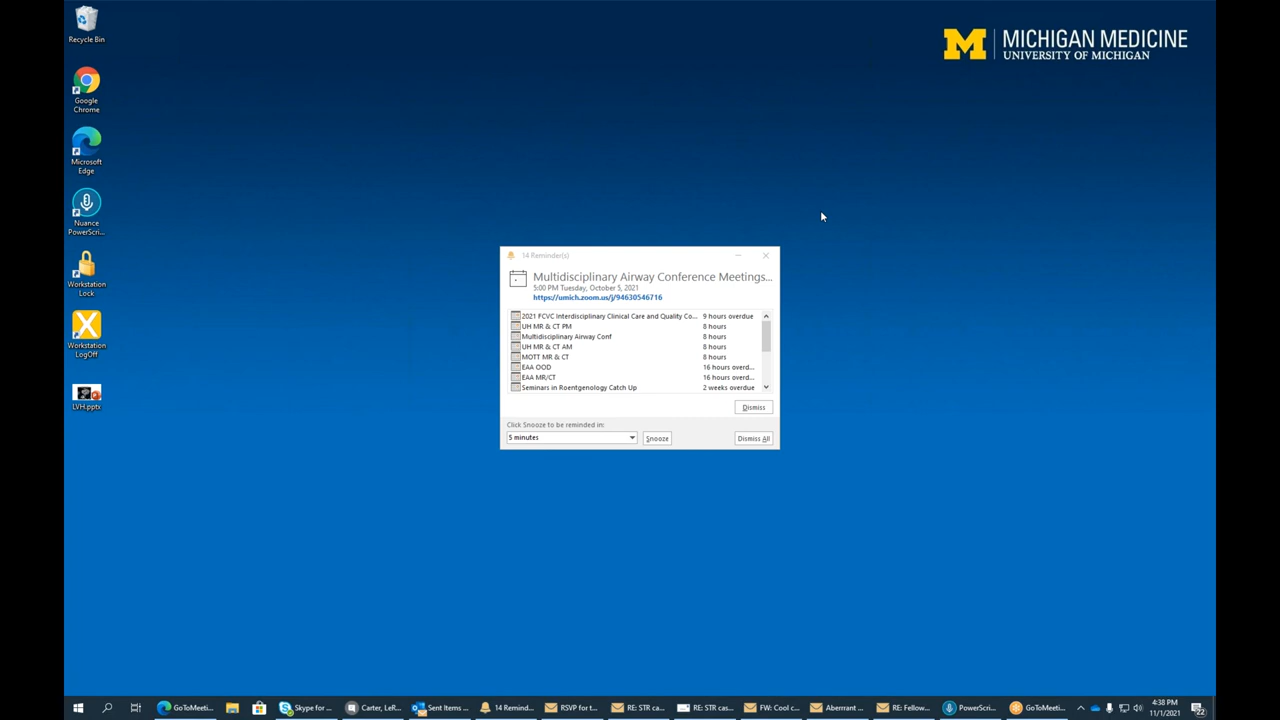 Recycle Bin
MICHIGAN MEDICINE
UNIVERSITY OF MICHIGAN
Google
Chrome
Microsoft
Edge
Nuance
PowerScri...
Workstation
Lock
Workstation
LogOff
LVH.pptx
14 Reminder(s)
Multidisciplinary Airway Conference Meetings...
5:00 PM Tuesday, October 5, 2021
https://umich.zoom.us/j/94630546716
2021 FCVC Interdisciplinary Clinical Care and Quality Co... 9 hours overdue
UH MR & CT PM 8 hours
Multidisciplinary Airway Conf 8 hours
UH MR & CT AM 8 hours
MOTT MR & CT 8 hours
EAA OOD 16 hours overd...
EAA MR/CT 16 hours overd...
Seminars in Roentgenology Catch Up 2 weeks overdue
Dismiss
Click Snooze to be reminded in:
5 minutes Snooze Dismiss All
GoToMeeti... Skype for ... Carter, LeR... Sent Items ... 14 Remind... RSVP for t... RE: STR cas... RE: STR cas... FW: Cool c... Aberrrant ... RE: Fellow... PowerScri... GoToMeeti... 4:38 PM
11/1/2021 22